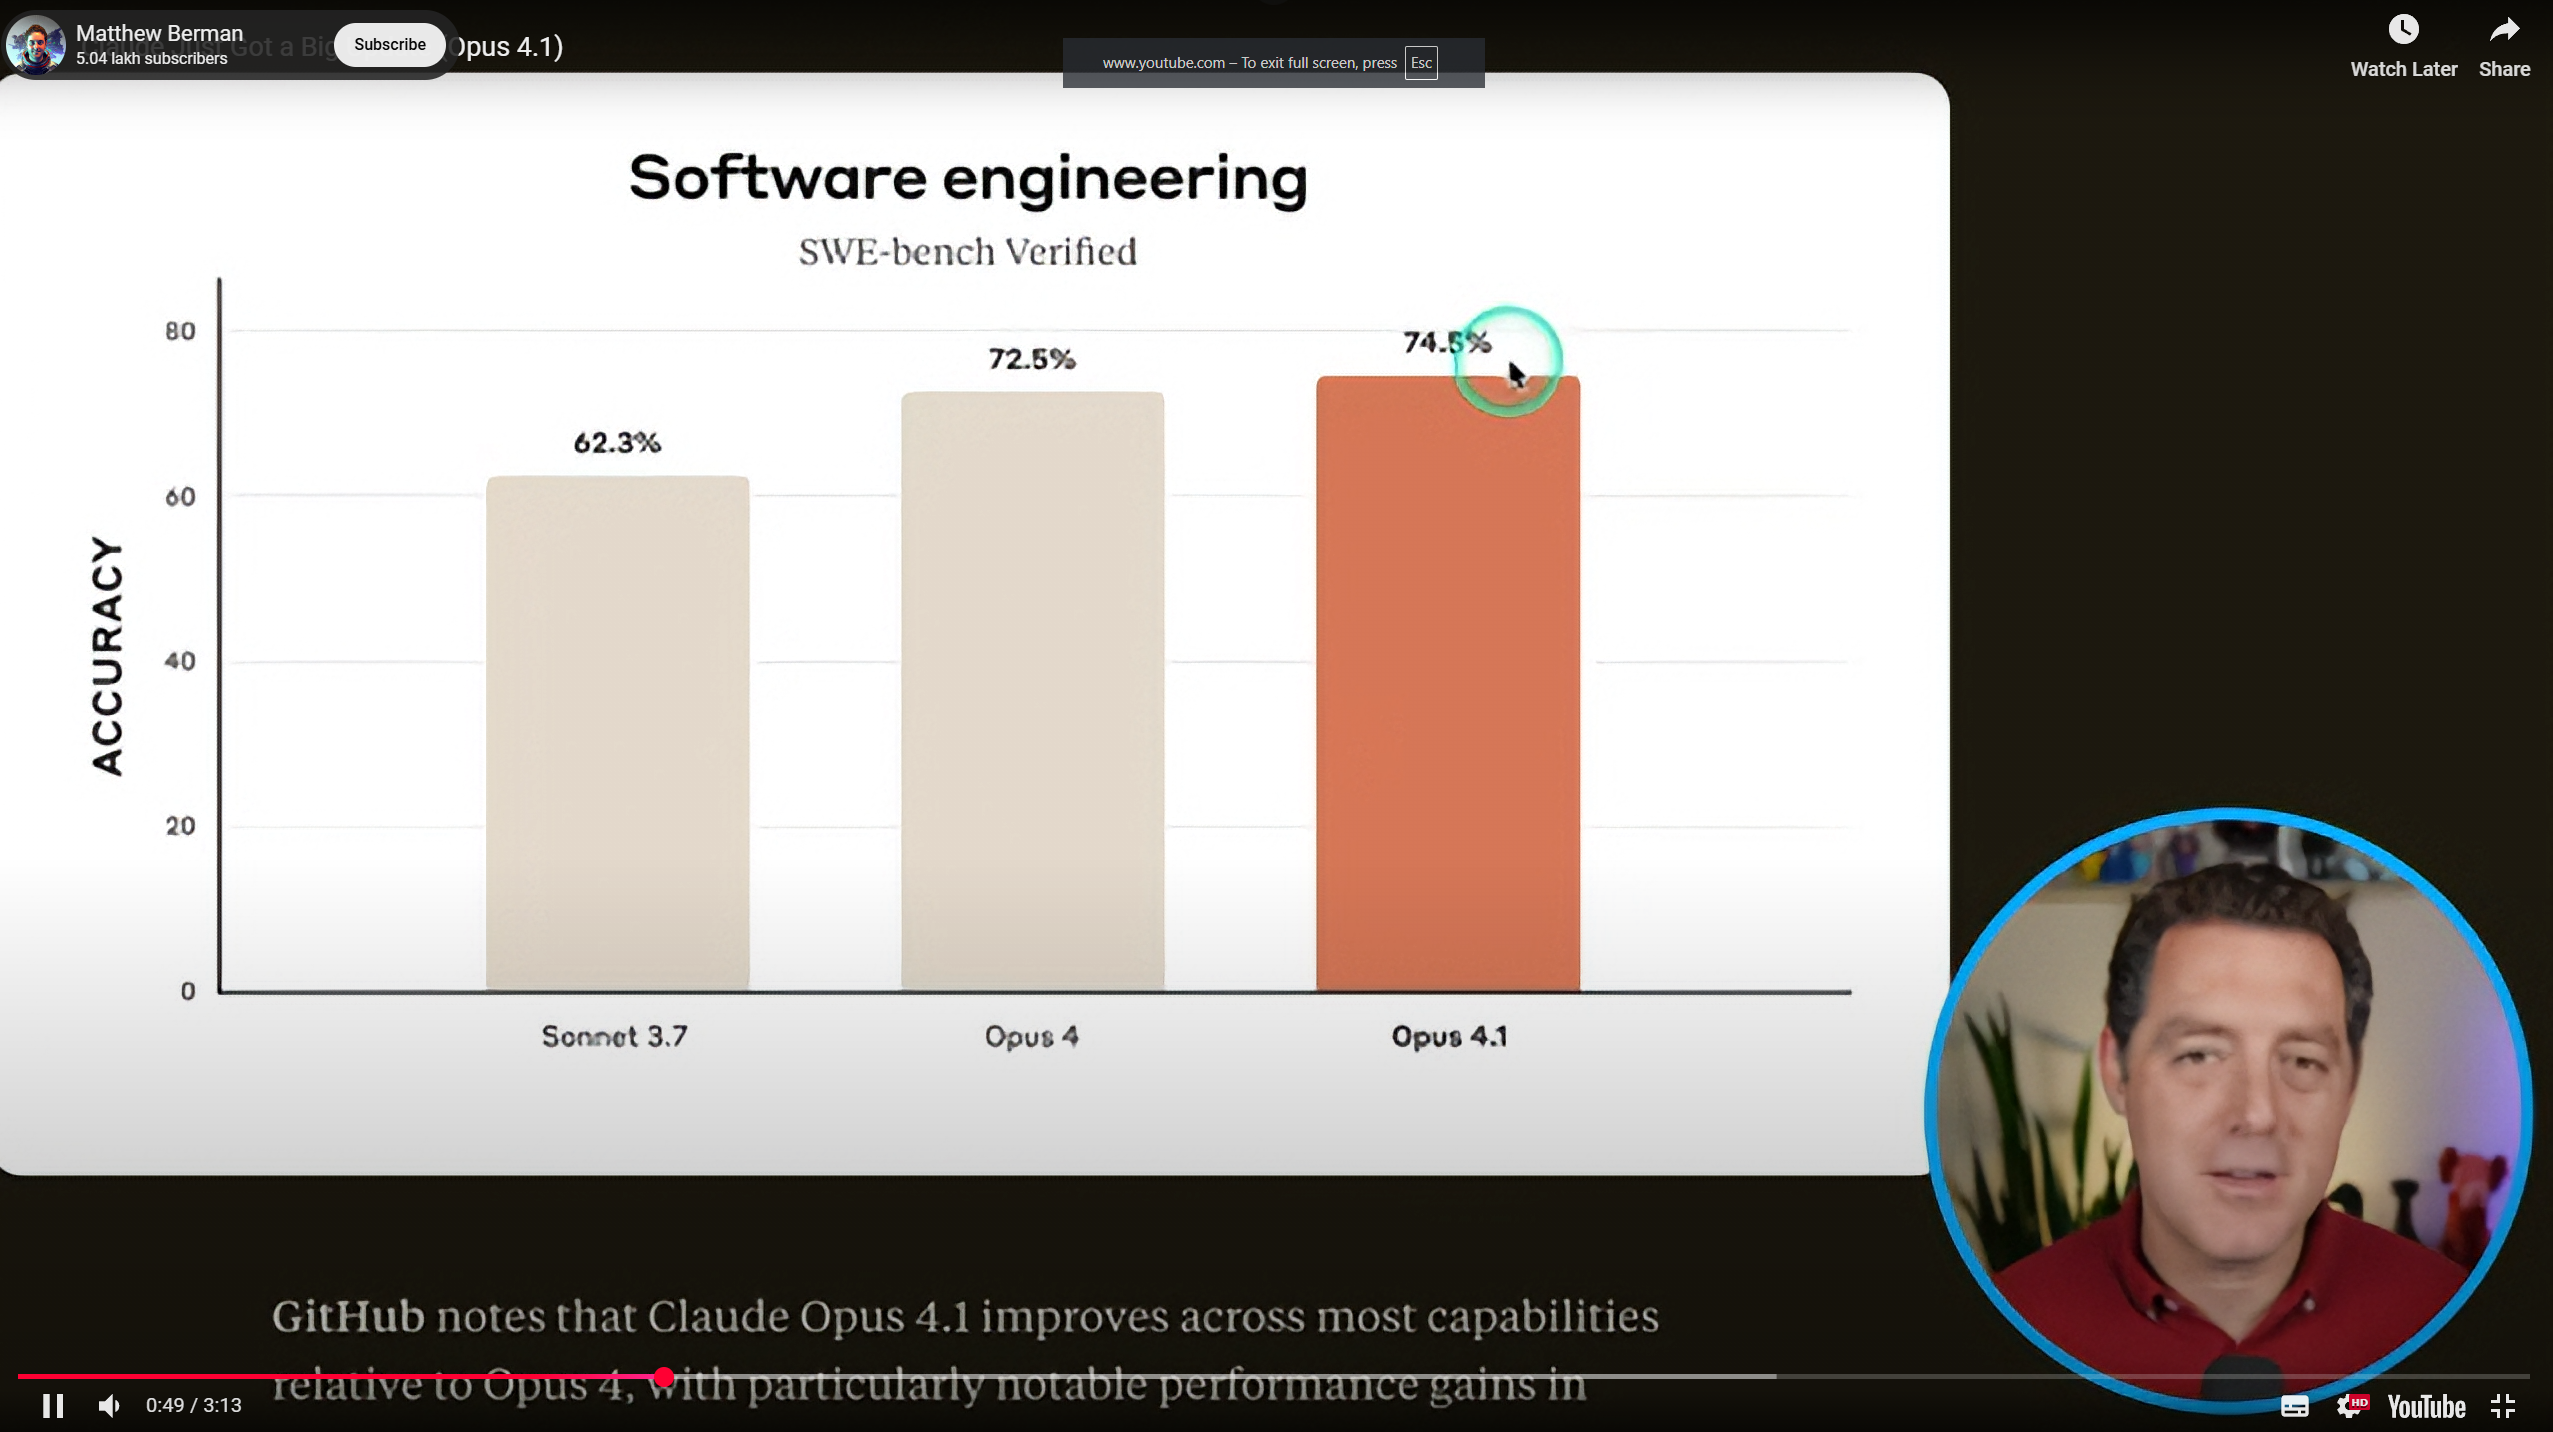 Matthew Berman
5.04 lakh subscribers
Subscribe
Claude Just Got a Big Opus 4.1)
www.youtube.com – To exit full screen, press Esc
Watch Later
Share
Software engineering
SWE-bench Verified
ACCURACY
80
60
40
20
0
62.3%
72.5%
74.5%
Sonnet 3.7
Opus 4
Opus 4.1
GitHub notes that Claude Opus 4.1 improves across most capabilities
relative to Opus 4, with particularly notable performance gains in
0:49 / 3:13
HD
YouTube